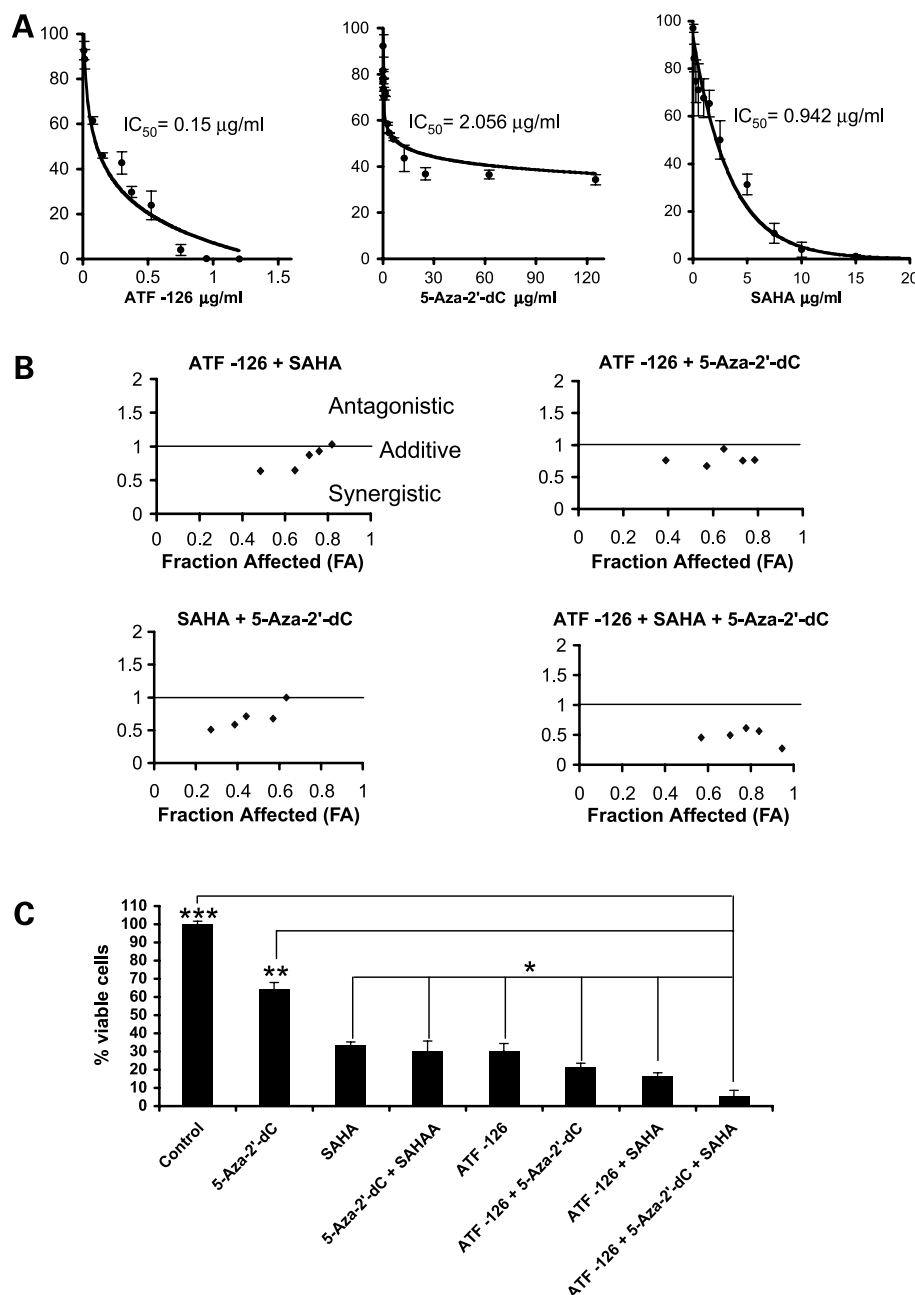 A
100
80
60
40
20
0
IC50= 0.15 µg/ml
0 0.5 1 1.5
ATF -126 µg/ml
100
80
60
40
20
0
IC50= 2.056 µg/ml
0 30 60 90 120
5-Aza-2'-dC µg/ml
100
80
60
40
20
0
IC50= 0.942 µg/ml
0 5 10 15 20
SAHA µg/ml
B
ATF -126 + SAHA
2
1.5
1
0.5
0
Antagonistic
Additive
Synergistic
0 0.2 0.4 0.6 0.8 1
Fraction Affected (FA)
ATF -126 + 5-Aza-2'-dC
2
1.5
1
0.5
0
0 0.2 0.4 0.6 0.8 1
Fraction Affected (FA)
SAHA + 5-Aza-2'-dC
2
1.5
1
0.5
0
0 0.2 0.4 0.6 0.8 1
Fraction Affected (FA)
ATF -126 + SAHA + 5-Aza-2'-dC
2
1.5
1
0.5
0
0 0.2 0.4 0.6 0.8 1
Fraction Affected (FA)
C
% viable cells
110
100
90
80
70
60
50
40
30
20
10
0
***
**
*
Control
5-Aza-2'-dC
SAHA
5-Aza-2'-dC + SAHAA
ATF -126
ATF -126 + 5-Aza-2'-dC
ATF -126 + SAHA
ATF -126 + 5-Aza-2'-dC + SAHA